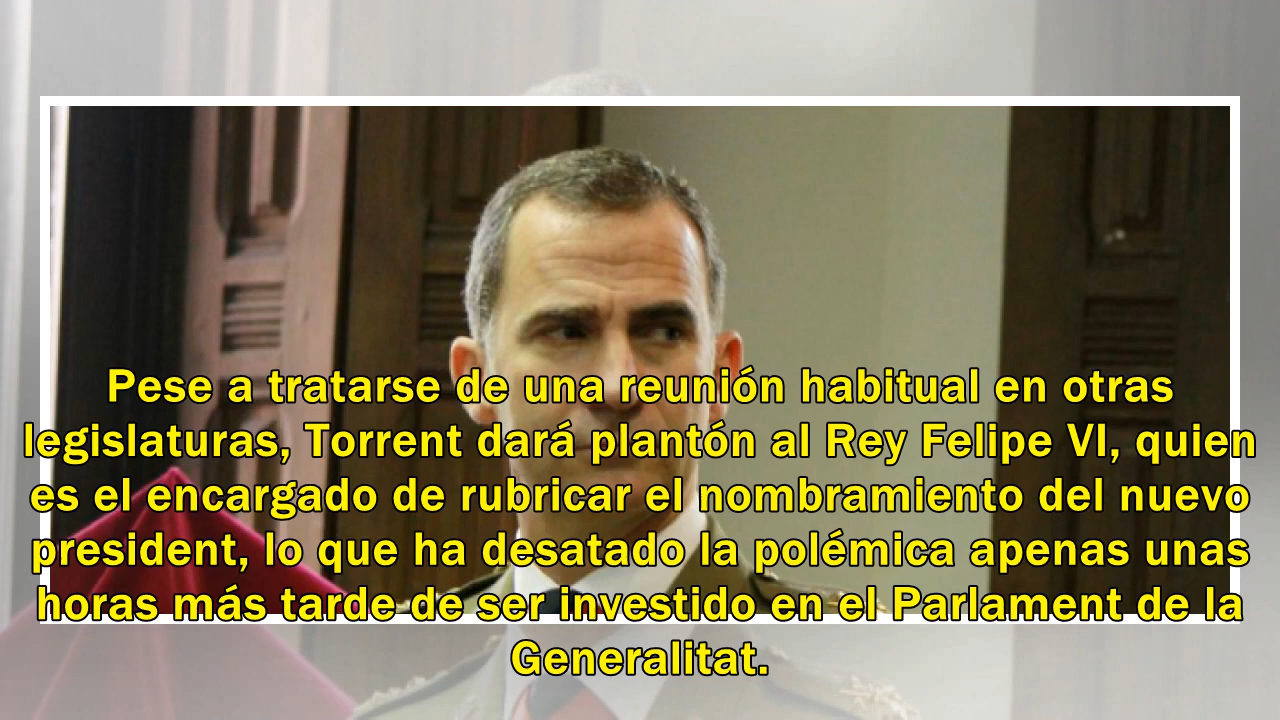 Pese a tratarse de una reunión habitual en otras
legislaturas, Torrent dará plantón al Rey Felipe VI, quien
es el encargado de rubricar el nombramiento del nuevo
president, lo que ha desatado la polémica apenas unas
horas más tarde de ser investido en el Parlament de la
Generalitat.